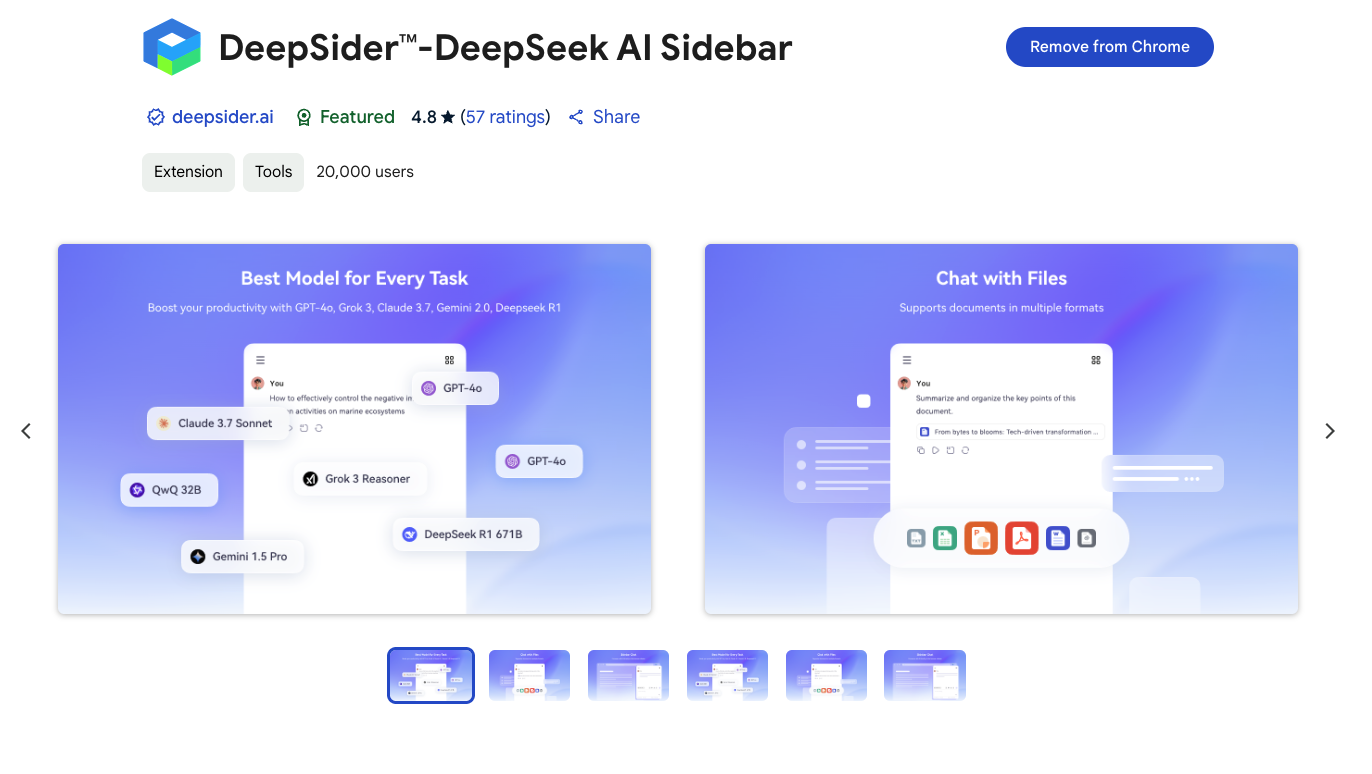 DeepSider™-DeepSeek AI Sidebar
Remove from Chrome
deepsider.ai
Featured
4.8 ★ (57 ratings)
Share
Extension
Tools
20,000 users
Best Model for Every Task
Boost your productivity with GPT-4o, Grok 3, Claude 3.7, Gemini 2.0, Deepseek R1
You
How to effectively control the negative in
n activities on marine ecosystems
GPT-4o
Claude 3.7 Sonnet
GPT-4o
Grok 3 Reasoner
QwQ 32B
DeepSeek R1 671B
Gemini 1.5 Pro
Chat with Files
Supports documents in multiple formats
You
Summarize and organize the key points of this
document.
From bytes to blooms: Tech-driven transformation ...